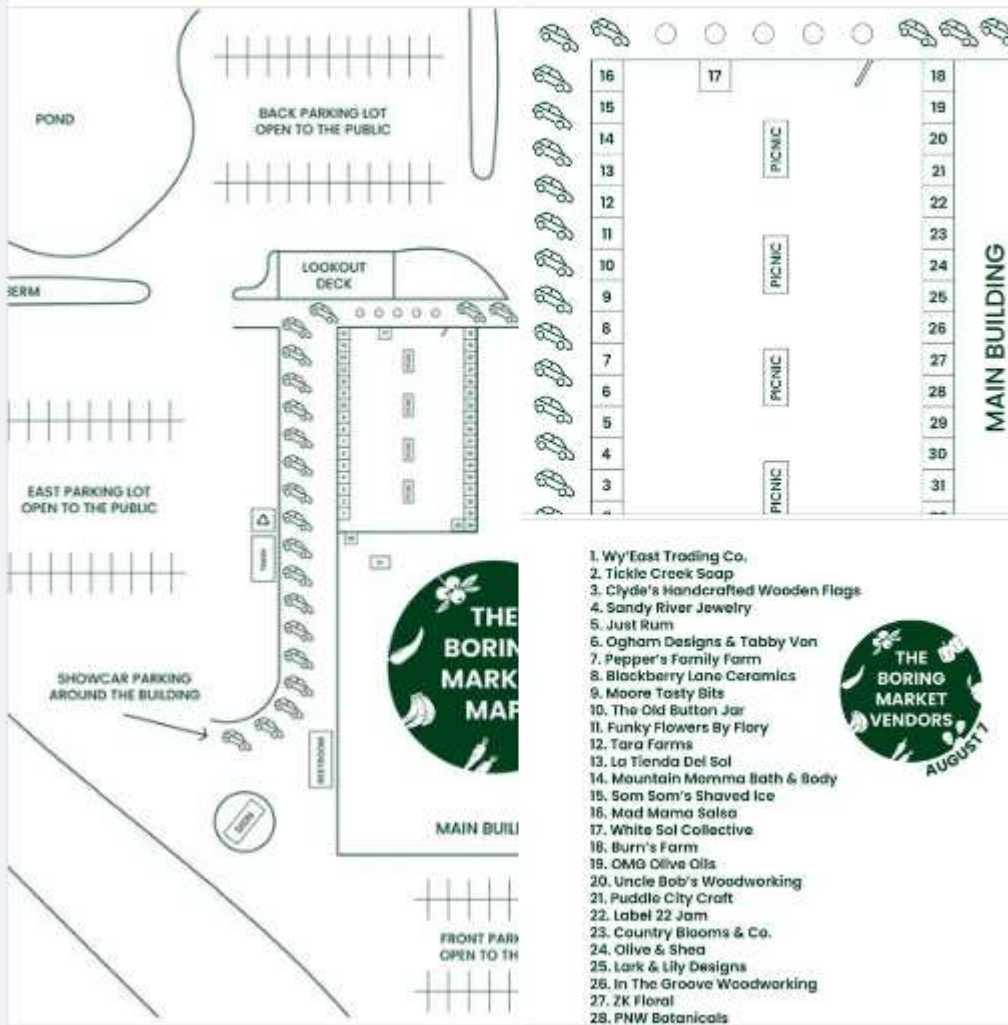 POND
BACK PARKING LOT
OPEN TO THE PUBLIC
LOOKOUT
DECK
BERM
EAST PARKING LOT
OPEN TO THE PUBLIC
SHOWCAR PARKING
AROUND THE BUILDING
RESTROOM
SIGN
THE
BORIN
MARK
MAP
MAIN BUIL
FRONT PARK
OPEN TO TH
16
17
18
15
19
14
PICNIC
20
13
21
12
22
11
23
10
PICNIC
24
9
25
8
26
7
PICNIC
27
6
28
5
29
4
30
3
PICNIC
31
MAIN BUILDING
1. Wy'East Trading Co.
2. Tickle Creek Soap
3. Clyde's Handcrafted Wooden Flags
4. Sandy River Jewelry
5. Just Rum
6. Ogham Designs & Tabby Von
7. Pepper's Family Farm
8. Blackberry Lane Ceramics
9. Moore Tasty Bits
10. The Old Button Jar
11. Funky Flowers By Flory
12. Tara Farms
13. La Tienda Del Sol
14. Mountain Momma Bath & Body
15. Som Som's Shaved Ice
16. Mad Mama Salsa
17. White Sol Collective
18. Burn's Farm
19. OMG Olive Oils
20. Uncle Bob's Woodworking
21. Puddle City Craft
22. Label 22 Jam
23. Country Blooms & Co.
24. Olive & Shea
25. Lark & Lily Designs
26. In The Groove Woodworking
27. ZK Floral
28. PNW Botanicals
THE
BORING
MARKET
VENDORS
AUGUST 7